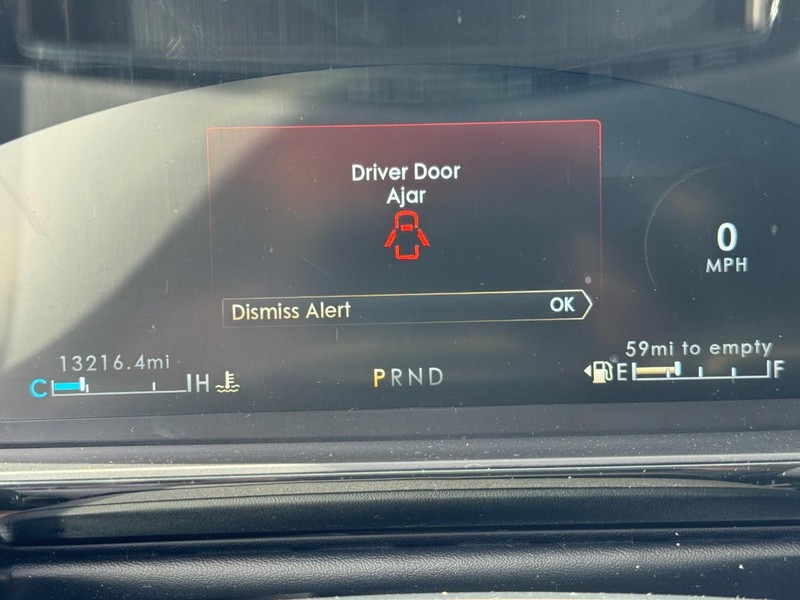 Driver Door
Ajar
0
MPH
Dismiss Alert OK
13216.4mi
59mi to empty
C H
PRND
E F